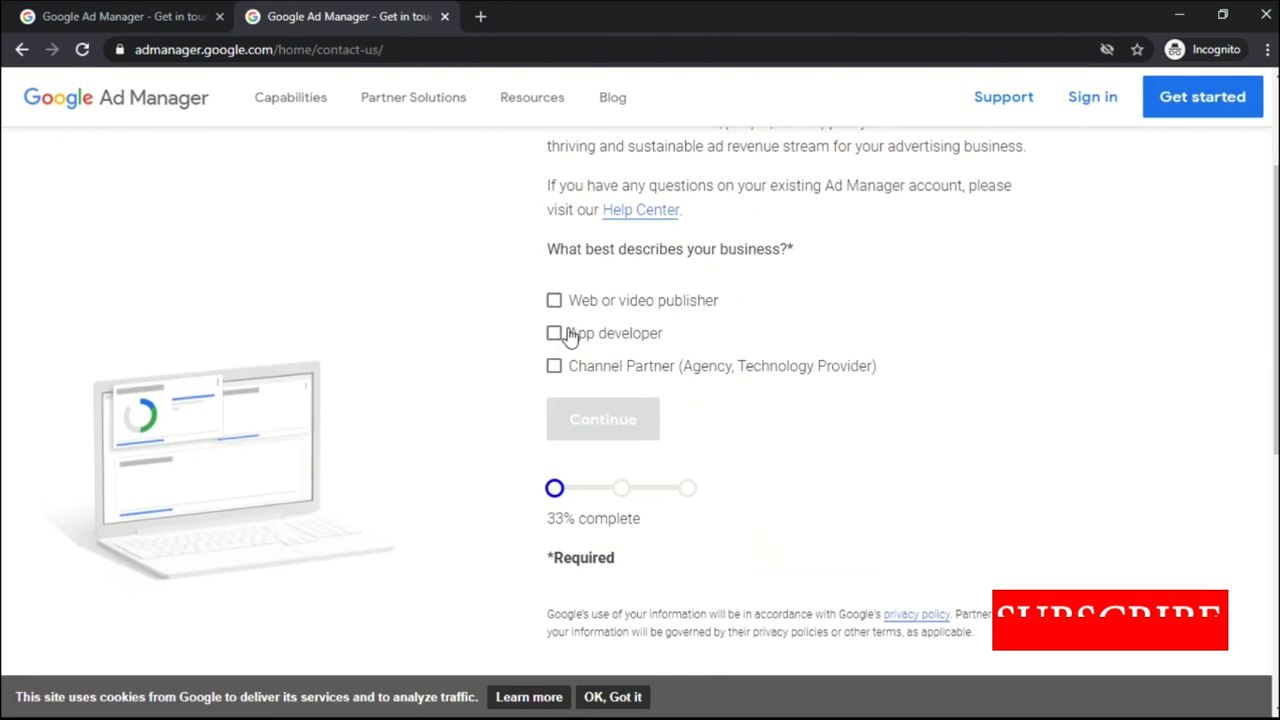 Google Ad Manager - Get in touc
Google Ad Manager - Get in touc
admanager.google.com/home/contact-us/
Incognito
Google Ad Manager
Capabilities
Partner Solutions
Resources
Blog
Support
Sign in
Get started
thriving and sustainable ad revenue stream for your advertising business.
If you have any questions on your existing Ad Manager account, please
visit our Help Center.
What best describes your business?*
Web or video publisher
App developer
Channel Partner (Agency, Technology Provider)
Continue
33% complete
*Required
Google's use of your information will be in accordance with Google's privacy policy. Partner
your information will be governed by their privacy policies or other terms, as applicable.
SUBSCRIBE
This site uses cookies from Google to deliver its services and to analyze traffic.
Learn more
OK, Got it